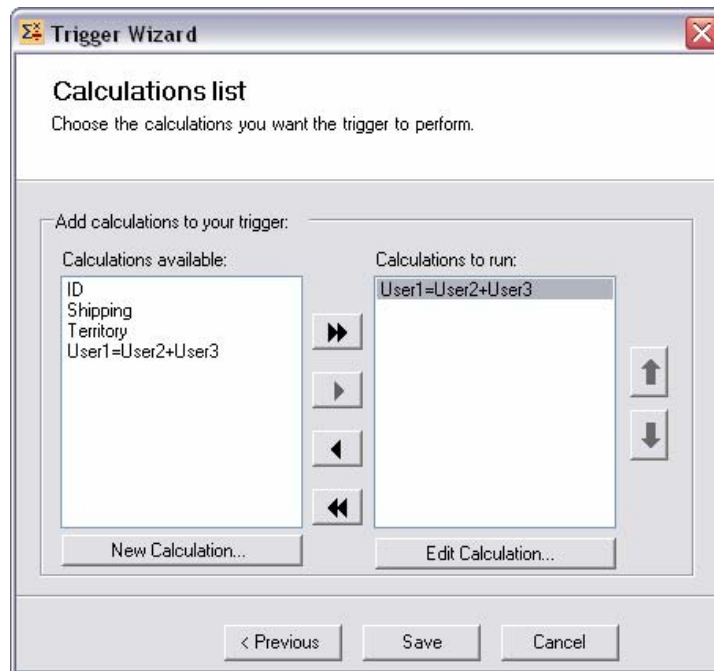 Trigger Wizard
Calculations list
Choose the calculations you want the trigger to perform.
Add calculations to your trigger:
Calculations available:
ID
Shipping
Territory
User1=User2+User3
New Calculation...
Calculations to run:
User1=User2+User3
Edit Calculation...
< Previous
Save
Cancel